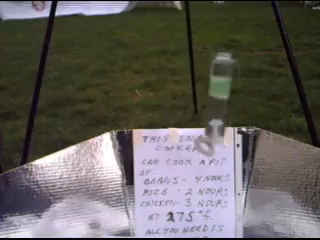 THIS SOLAR
COOKER
CAN COOK A POT
OF
BEANS - 4 HOURS
RICE - 2 HOURS
CHICKEN - 3 HOURS
AT 275°F.
ALL YOU NEED IS